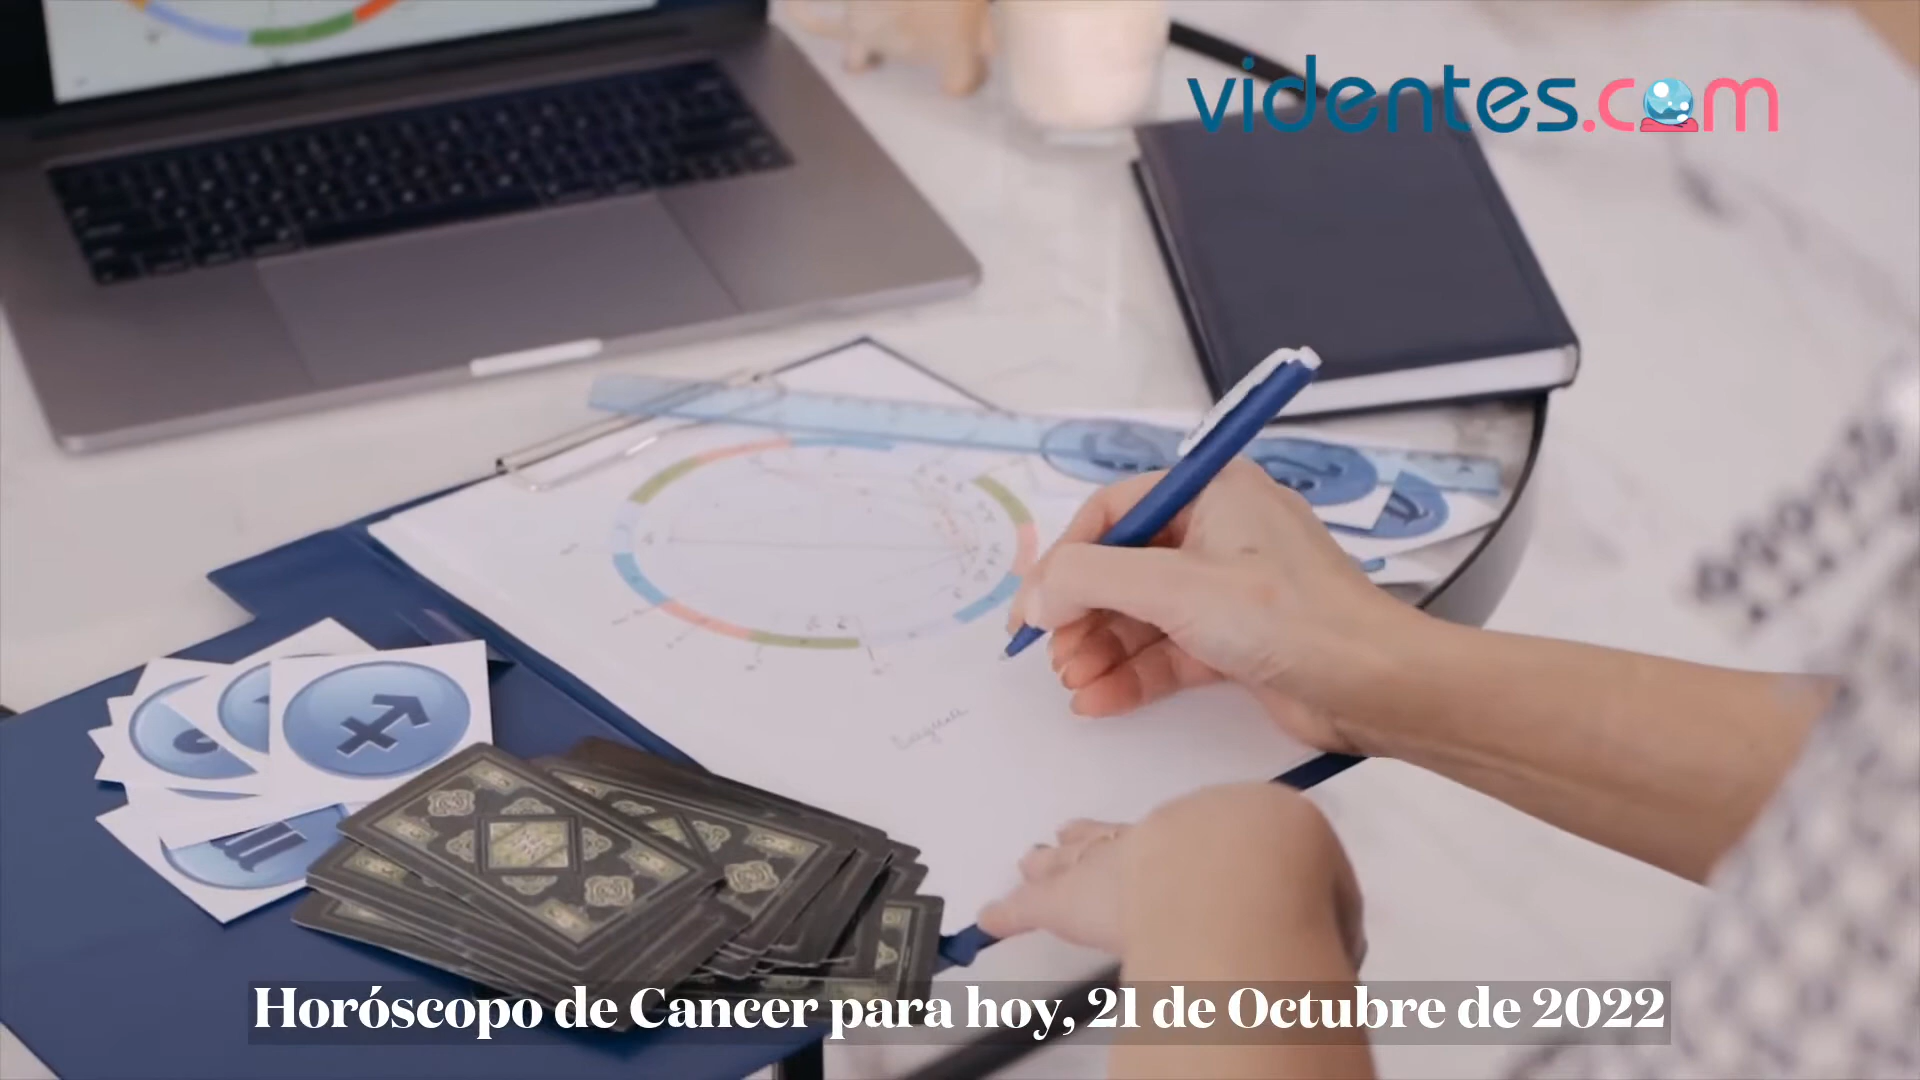 videntes.com
Horóscopo de Cancer para hoy, 21 de Octubre de 2022